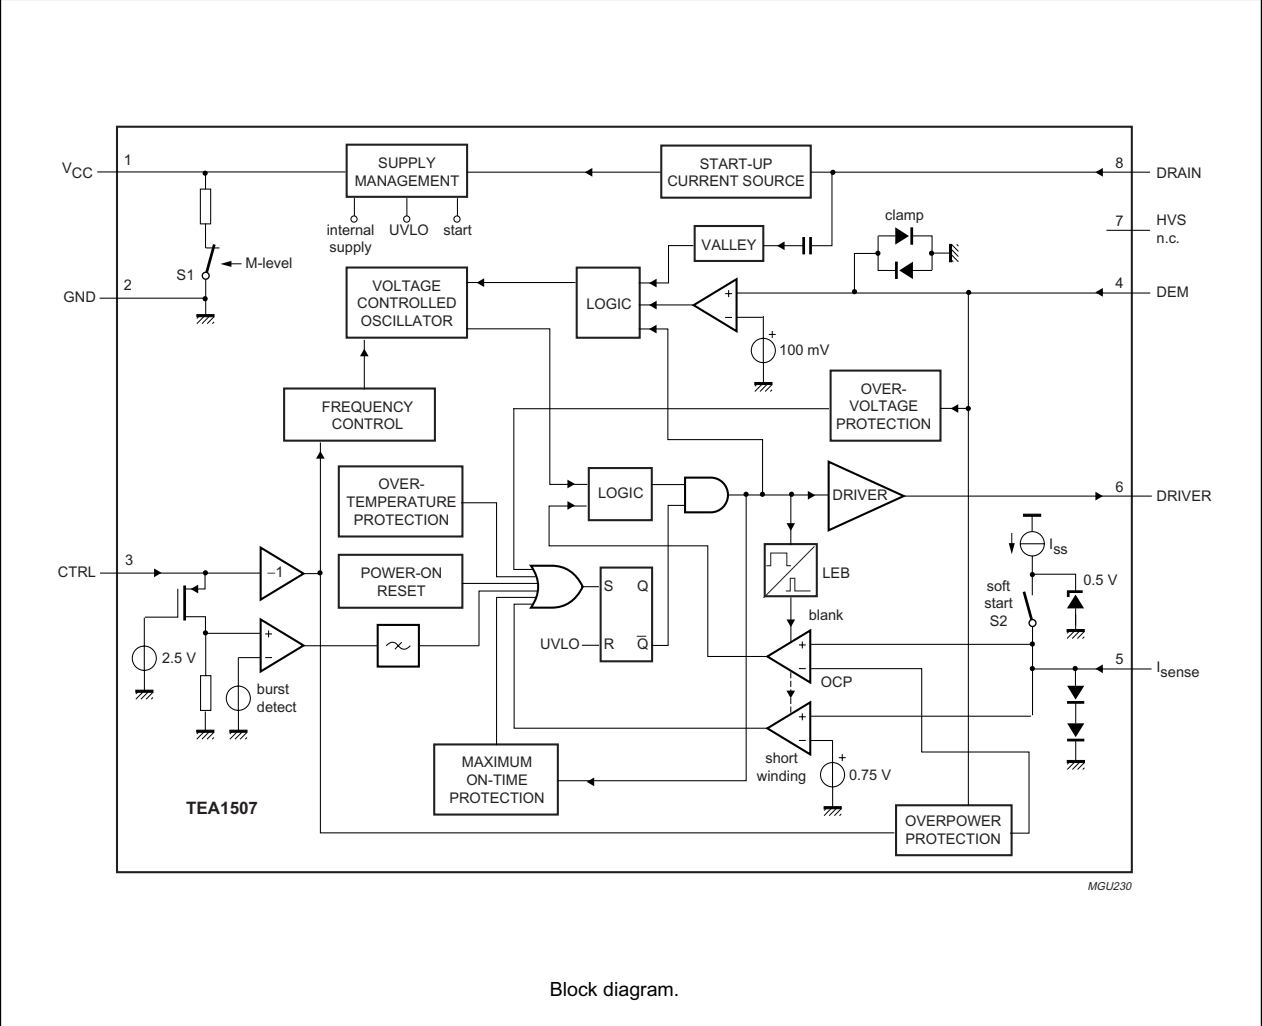 VCC
1
SUPPLY
MANAGEMENT
START-UP
CURRENT SOURCE
8
DRAIN
internal
supply
UVLO
start
S1
M-level
VALLEY
clamp
7
HVS
n.c.
2
GND
VOLTAGE
CONTROLLED
OSCILLATOR
LOGIC
+
−
+
100 mV
4
DEM
FREQUENCY
CONTROL
OVER-
VOLTAGE
PROTECTION
OVER-
TEMPERATURE
PROTECTION
LOGIC
DRIVER
6
DRIVER
3
CTRL
−1
POWER-ON
RESET
S
Q
UVLO
R
Q̅
LEB
blank
Iss
soft
start
S2
0.5 V
2.5 V
+
−
burst
detect
+
−
OCP
5
Isense
+
−
short
winding
+
0.75 V
MAXIMUM
ON-TIME
PROTECTION
TEA1507
OVERPOWER
PROTECTION
MGU230
Block diagram.